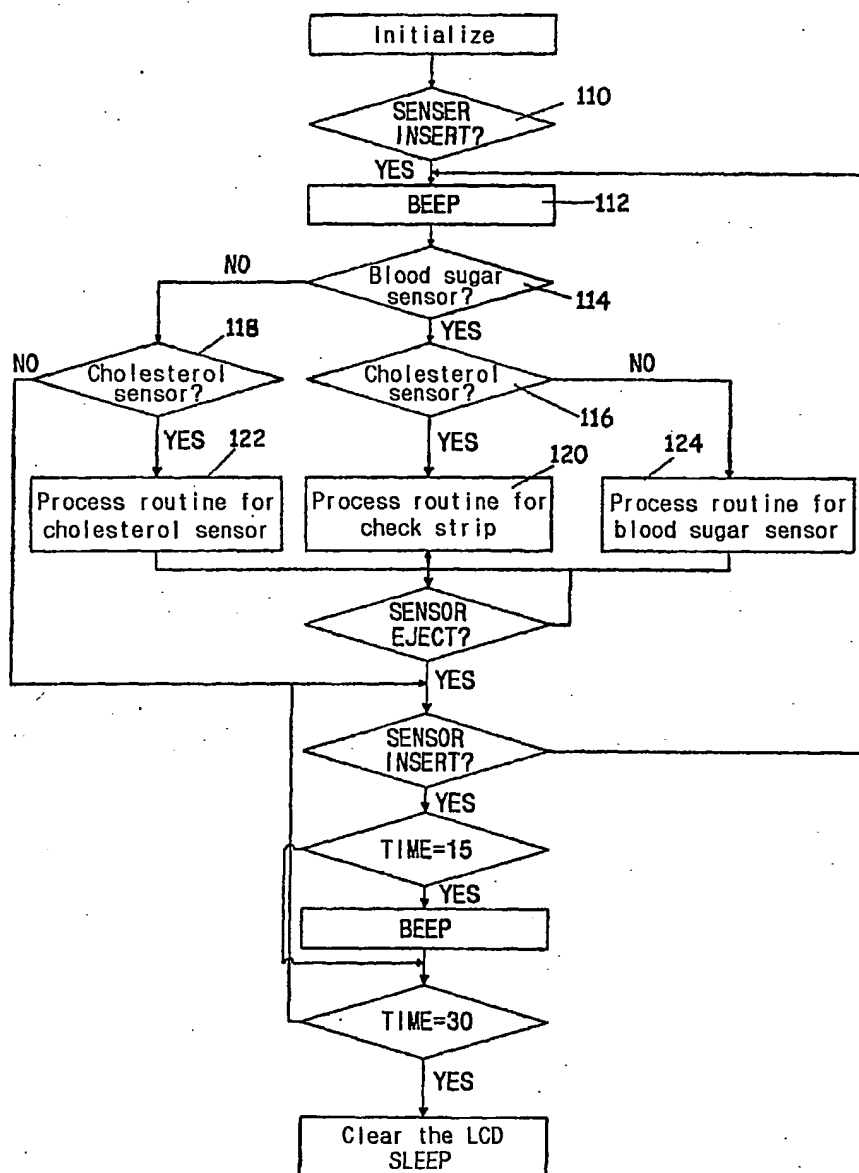 Initialize
SENSER
INSERT?
110
YES
BEEP
112
NO
Blood sugar
sensor?
114
118
YES
NO
Cholesterol
sensor?
Cholesterol
sensor?
116
NO
YES
122
YES
120
124
Process routine for
cholesterol sensor
Process routine for
check strip
Process routine for
blood sugar sensor
SENSOR
EJECT?
YES
SENSOR
INSERT?
YES
TIME=15
YES
BEEP
TIME=30
YES
Clear the LCD
SLEEP